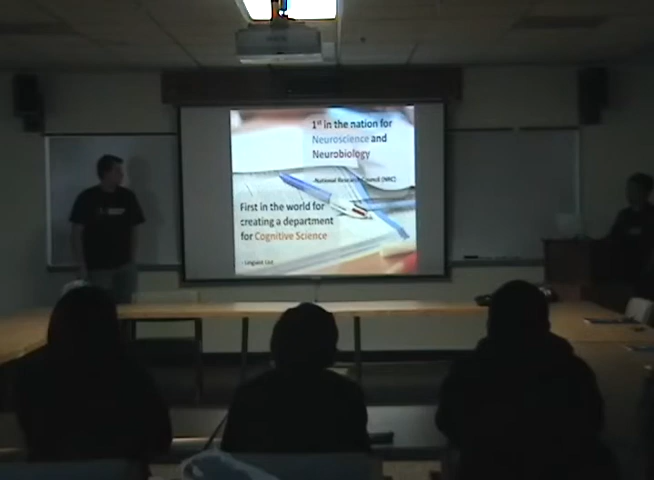 1st in the nation for
Neuroscience and
Neurobiology
-National Research Council (NRC)
First in the world for
creating a department
for Cognitive Science